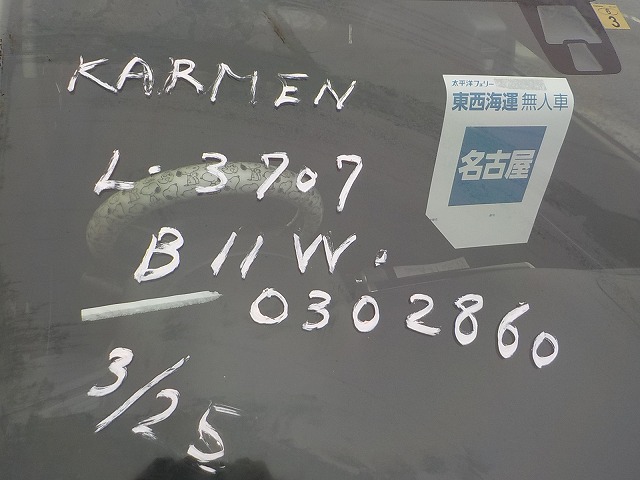 KARMEN
L. 3707
B11W.
— 0302860
3/25
太平洋フェリー
東西海運 無人車
名古屋
3